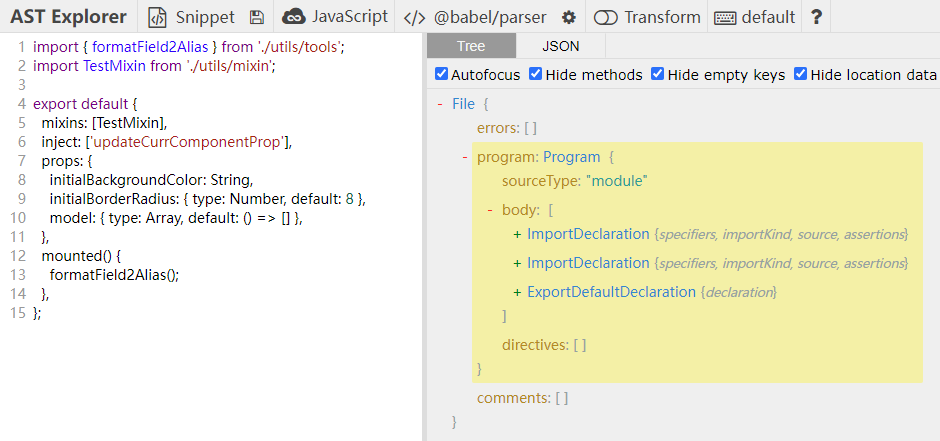 AST Explorer Snippet JavaScript </> @babel/parser Transform default ?
Tree JSON
Autofocus Hide methods Hide empty keys Hide location data
1 import { formatField2Alias } from './utils/tools';
2 import TestMixin from './utils/mixin';
3
4 export default {
5 mixins: [TestMixin],
6 inject: ['updateCurrComponentProp'],
7 props: {
8 initialBackgroundColor: String,
9 initialBorderRadius: { type: Number, default: 8 },
10 model: { type: Array, default: () => [] },
11 },
12 mounted() {
13 formatField2Alias();
14 },
15 };
- File {
errors: [ ]
- program: Program {
sourceType: "module"
- body: [
+ ImportDeclaration {specifiers, importKind, source, assertions}
+ ImportDeclaration {specifiers, importKind, source, assertions}
+ ExportDefaultDeclaration {declaration}
]
directives: [ ]
}
comments: [ ]
}